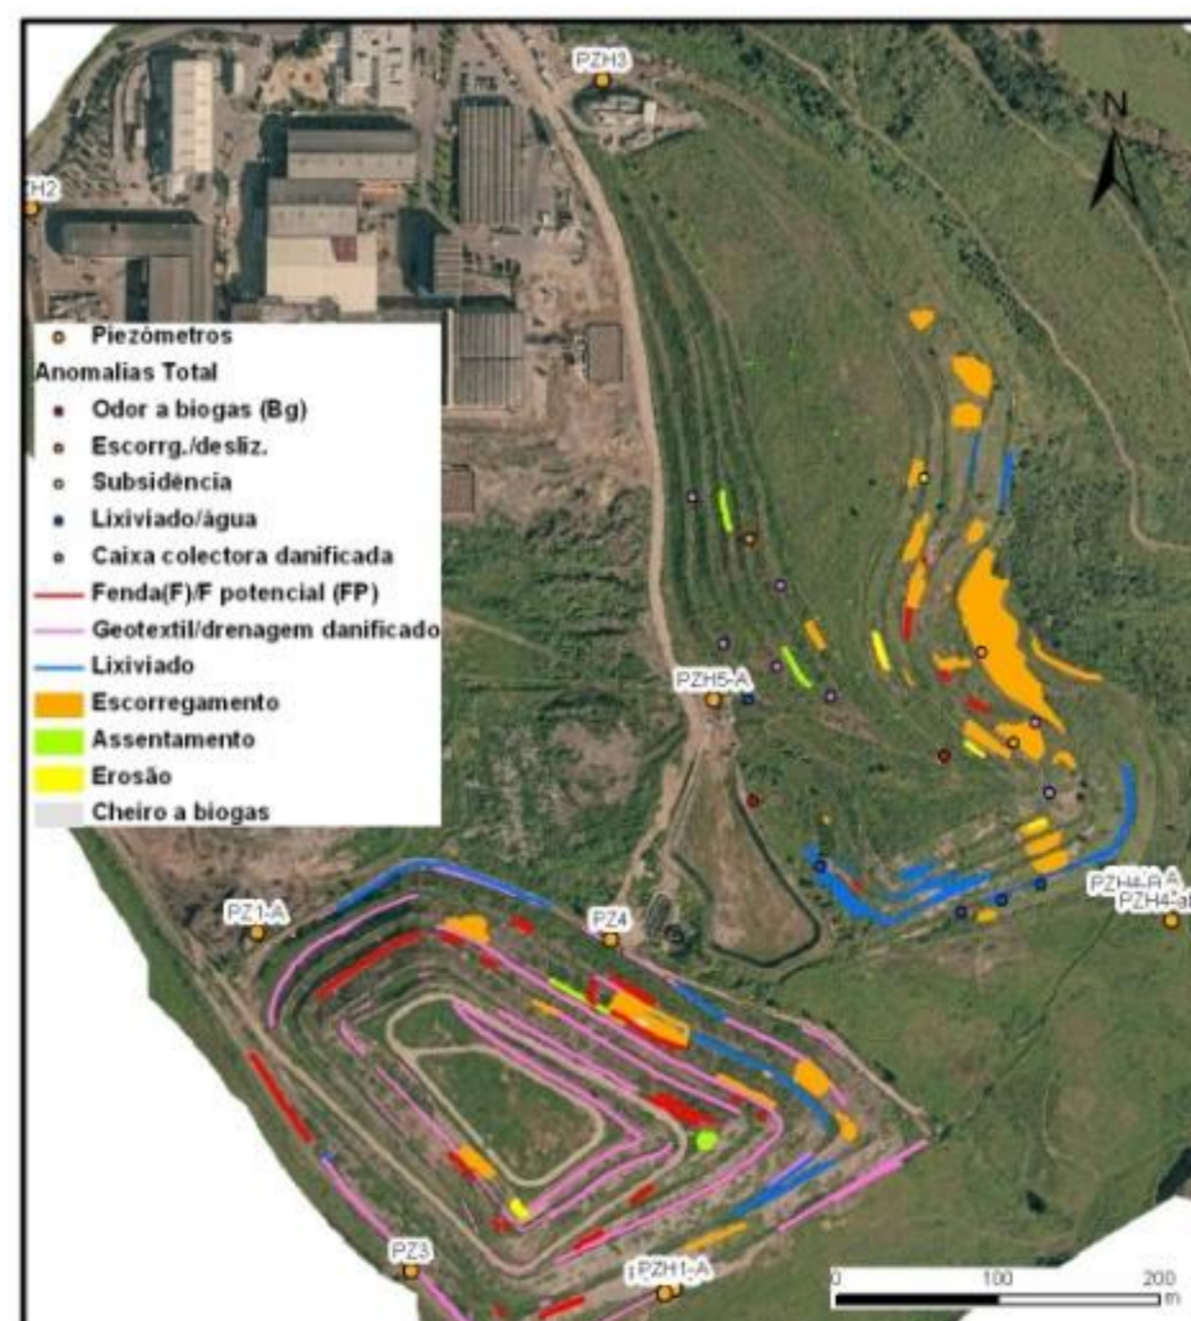 PZH3
N
ZH2
Piezómetros
Anomalias Total
Odor a biogas (Bg)
Escorrg./desliz.
Subsidência
Lixiviado/água
Caixa colectora danificada
Fenda(F)/F potencial (FP)
Geotextil/drenagem danificado
Lixiviado
Escorregamento
Assentamento
Erosão
Cheiro a biogas
PZH5-A
PZ1-A
PZ4
PZ3
PZH1-A
0 100 200
m